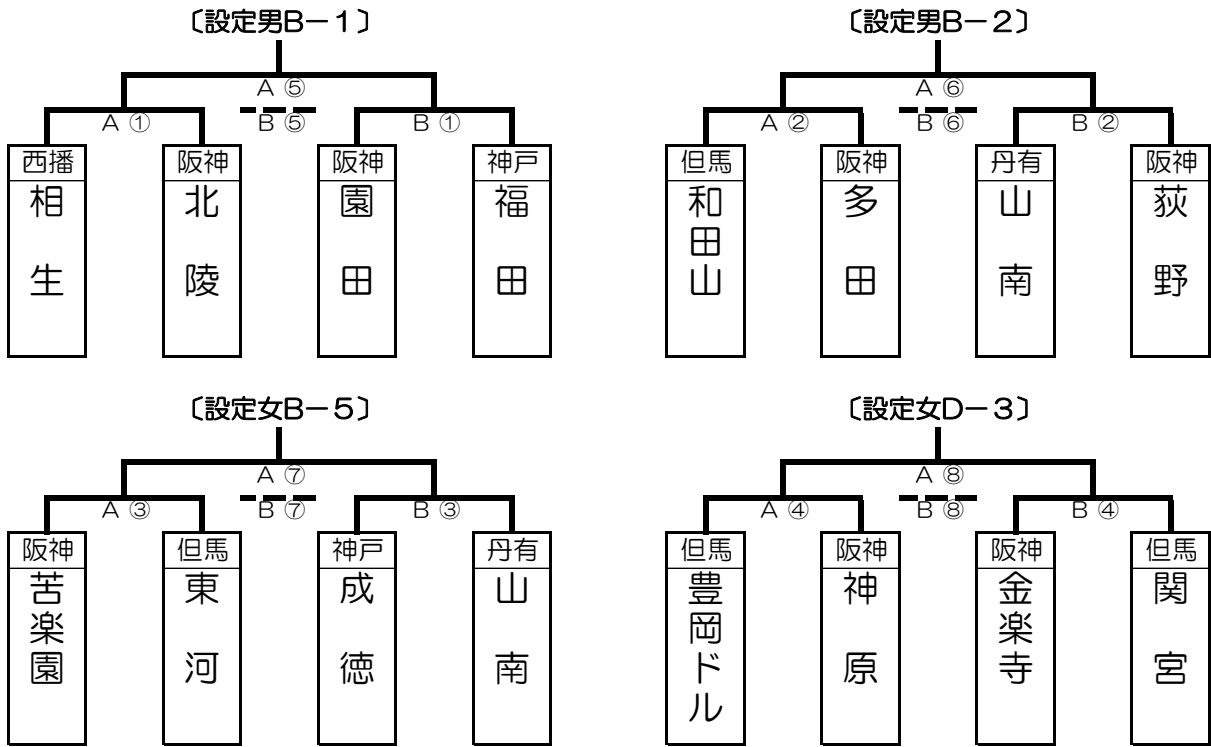 〔設定男B－1〕
A ⑤
B ⑤
A ①
B ①
西播
相生
阪神
北陵
阪神
園田
神戸
福田
〔設定男B－2〕
A ⑥
B ⑥
A ②
B ②
但馬
和田山
阪神
多田
丹有
山南
阪神
荻野
〔設定女B－5〕
A ⑦
B ⑦
A ③
B ③
阪神
苦楽園
但馬
東河
神戸
成徳
丹有
山南
〔設定女D－3〕
A ⑧
B ⑧
A ④
B ④
但馬
豊岡ドル
阪神
神原
阪神
金楽寺
但馬
関宮